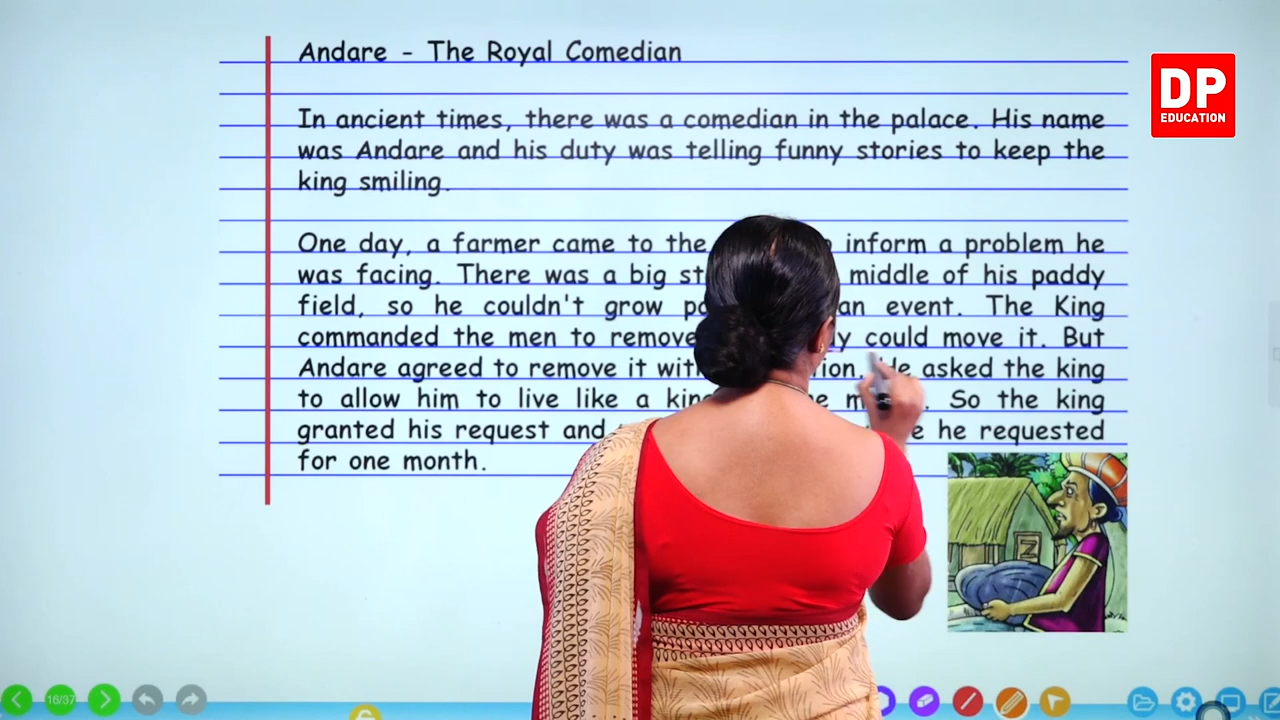 Andare - The Royal Comedian
In ancient times, there was a comedian in the palace. His name
was Andare and his duty was telling funny stories to keep the
king smiling.
One day, a farmer came to the inform a problem he
was facing. There was a big middle of his paddy
field, so he couldn't grow an event. The King
commanded the men to remove could move it. But
Andare agreed to remove it asked the king
to allow him to live like a So the king
granted his request and he requested
for one month.
DP
EDUCATION
16/37